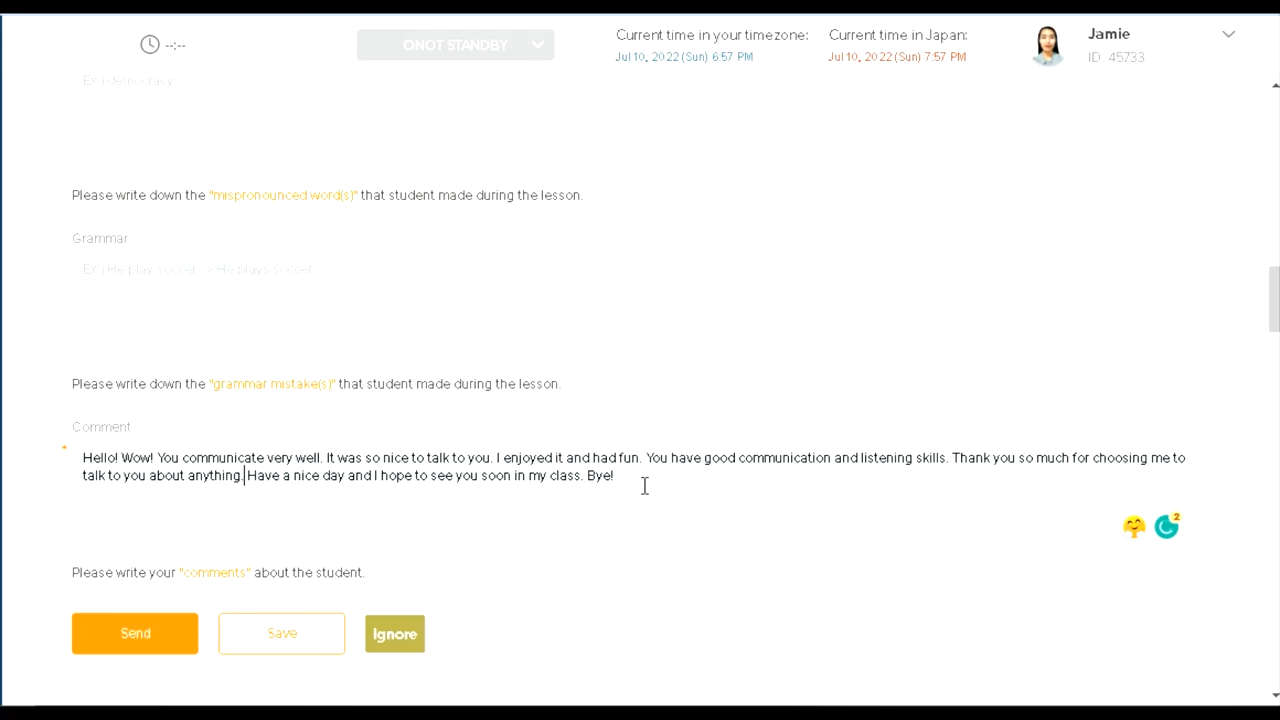 --:--
ONOT STANDBY
Current time in your timezone:
Jul 10, 2022 (Sun) 6:57 PM
Current time in Japan:
Jul 10, 2022 (Sun) 7:57 PM
Jamie
ID: 45733
Ex ) democracy
Please write down the "mispronounced word(s)" that student made during the lesson.
Grammar
Ex ) He play soccer. -> He plays soccer.
Please write down the "grammar mistake(s)" that student made during the lesson.
Comment
*
Hello! Wow! You communicate very well. It was so nice to talk to you. I enjoyed it and had fun. You have good communication and listening skills. Thank you so much for choosing me to
talk to you about anything. Have a nice day and I hope to see you soon in my class. Bye!
2
Please write your "comments" about the student.
Send
Save
Ignore